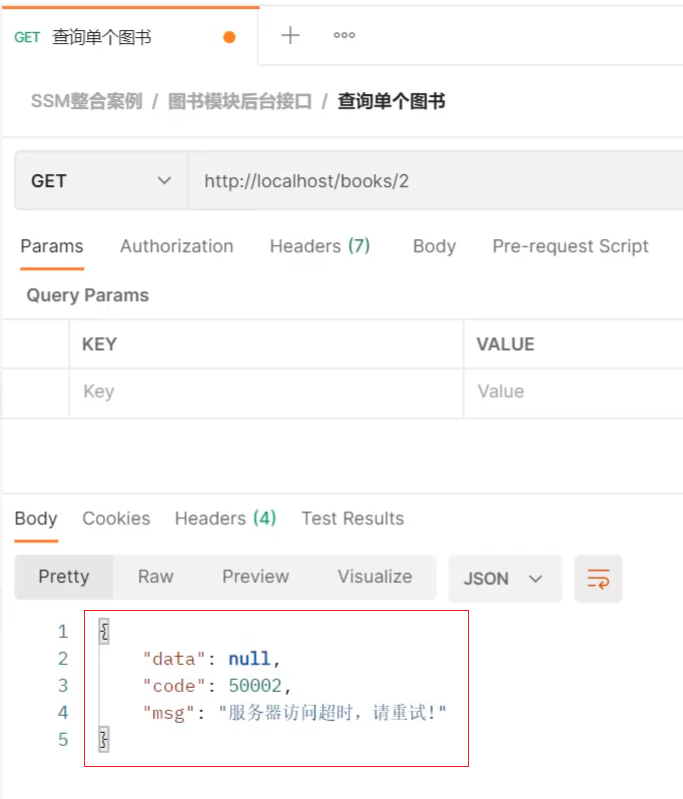 GET 查询单个图书
SSM整合案例 / 图书模块后台接口 / 查询单个图书
GET http://localhost/books/2
Params Authorization Headers (7) Body Pre-request Script
Query Params
KEY VALUE
Key Value
Body Cookies Headers (4) Test Results
Pretty Raw Preview Visualize JSON
1 {
2 "data": null,
3 "code": 50002,
4 "msg": "服务器访问超时，请重试!"
5 }